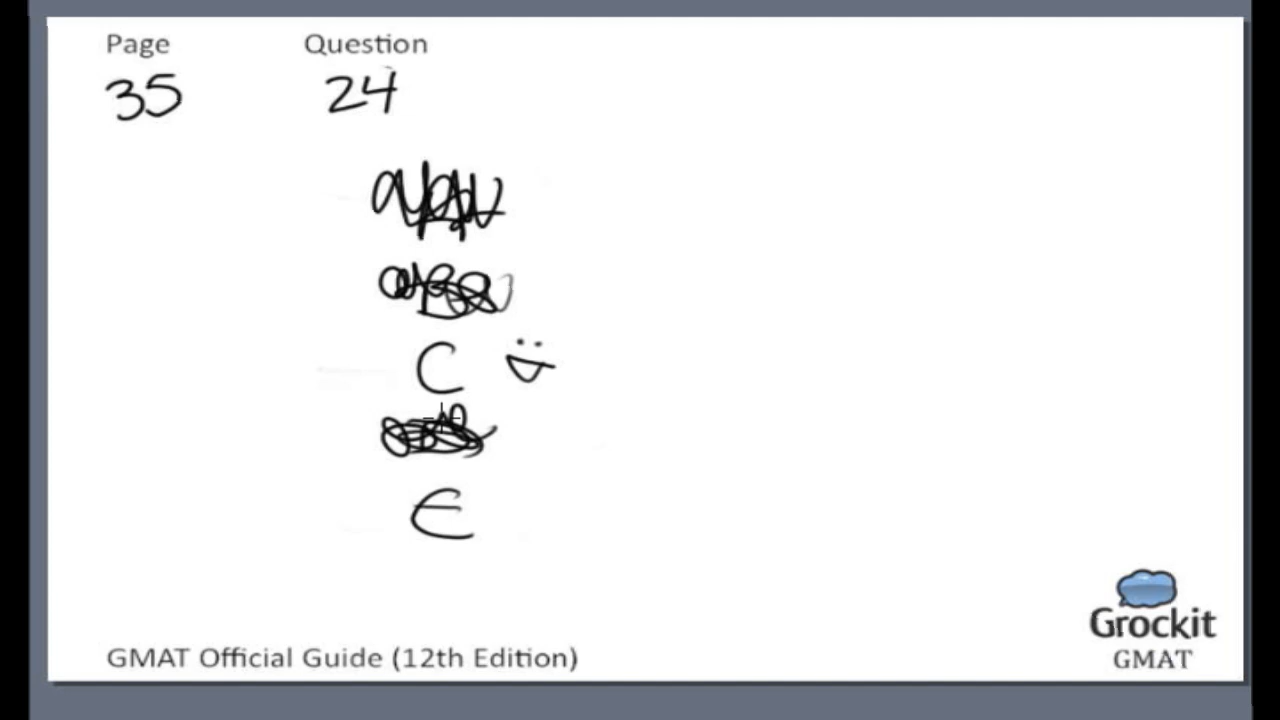 Page Question
35 24
C
E
Grockit
GMAT
GMAT Official Guide (12th Edition)